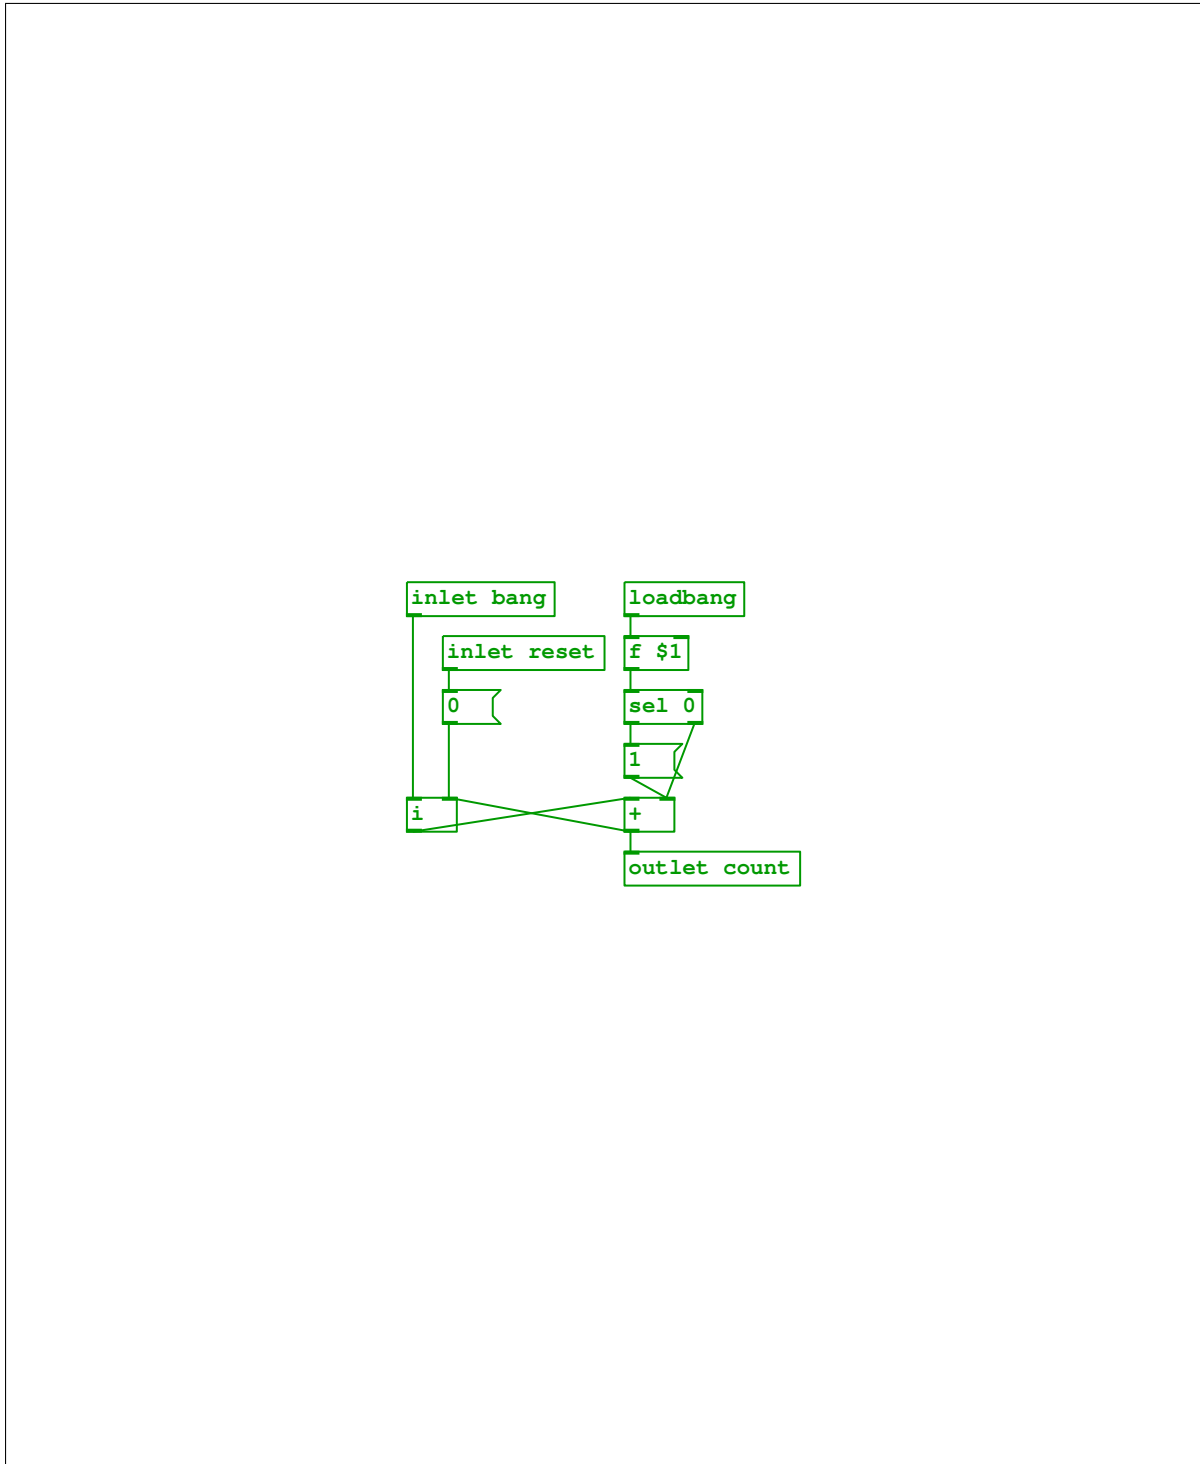 inlet bang
loadbang
inlet reset
f $1
0
sel 0
1
i
+
outlet count